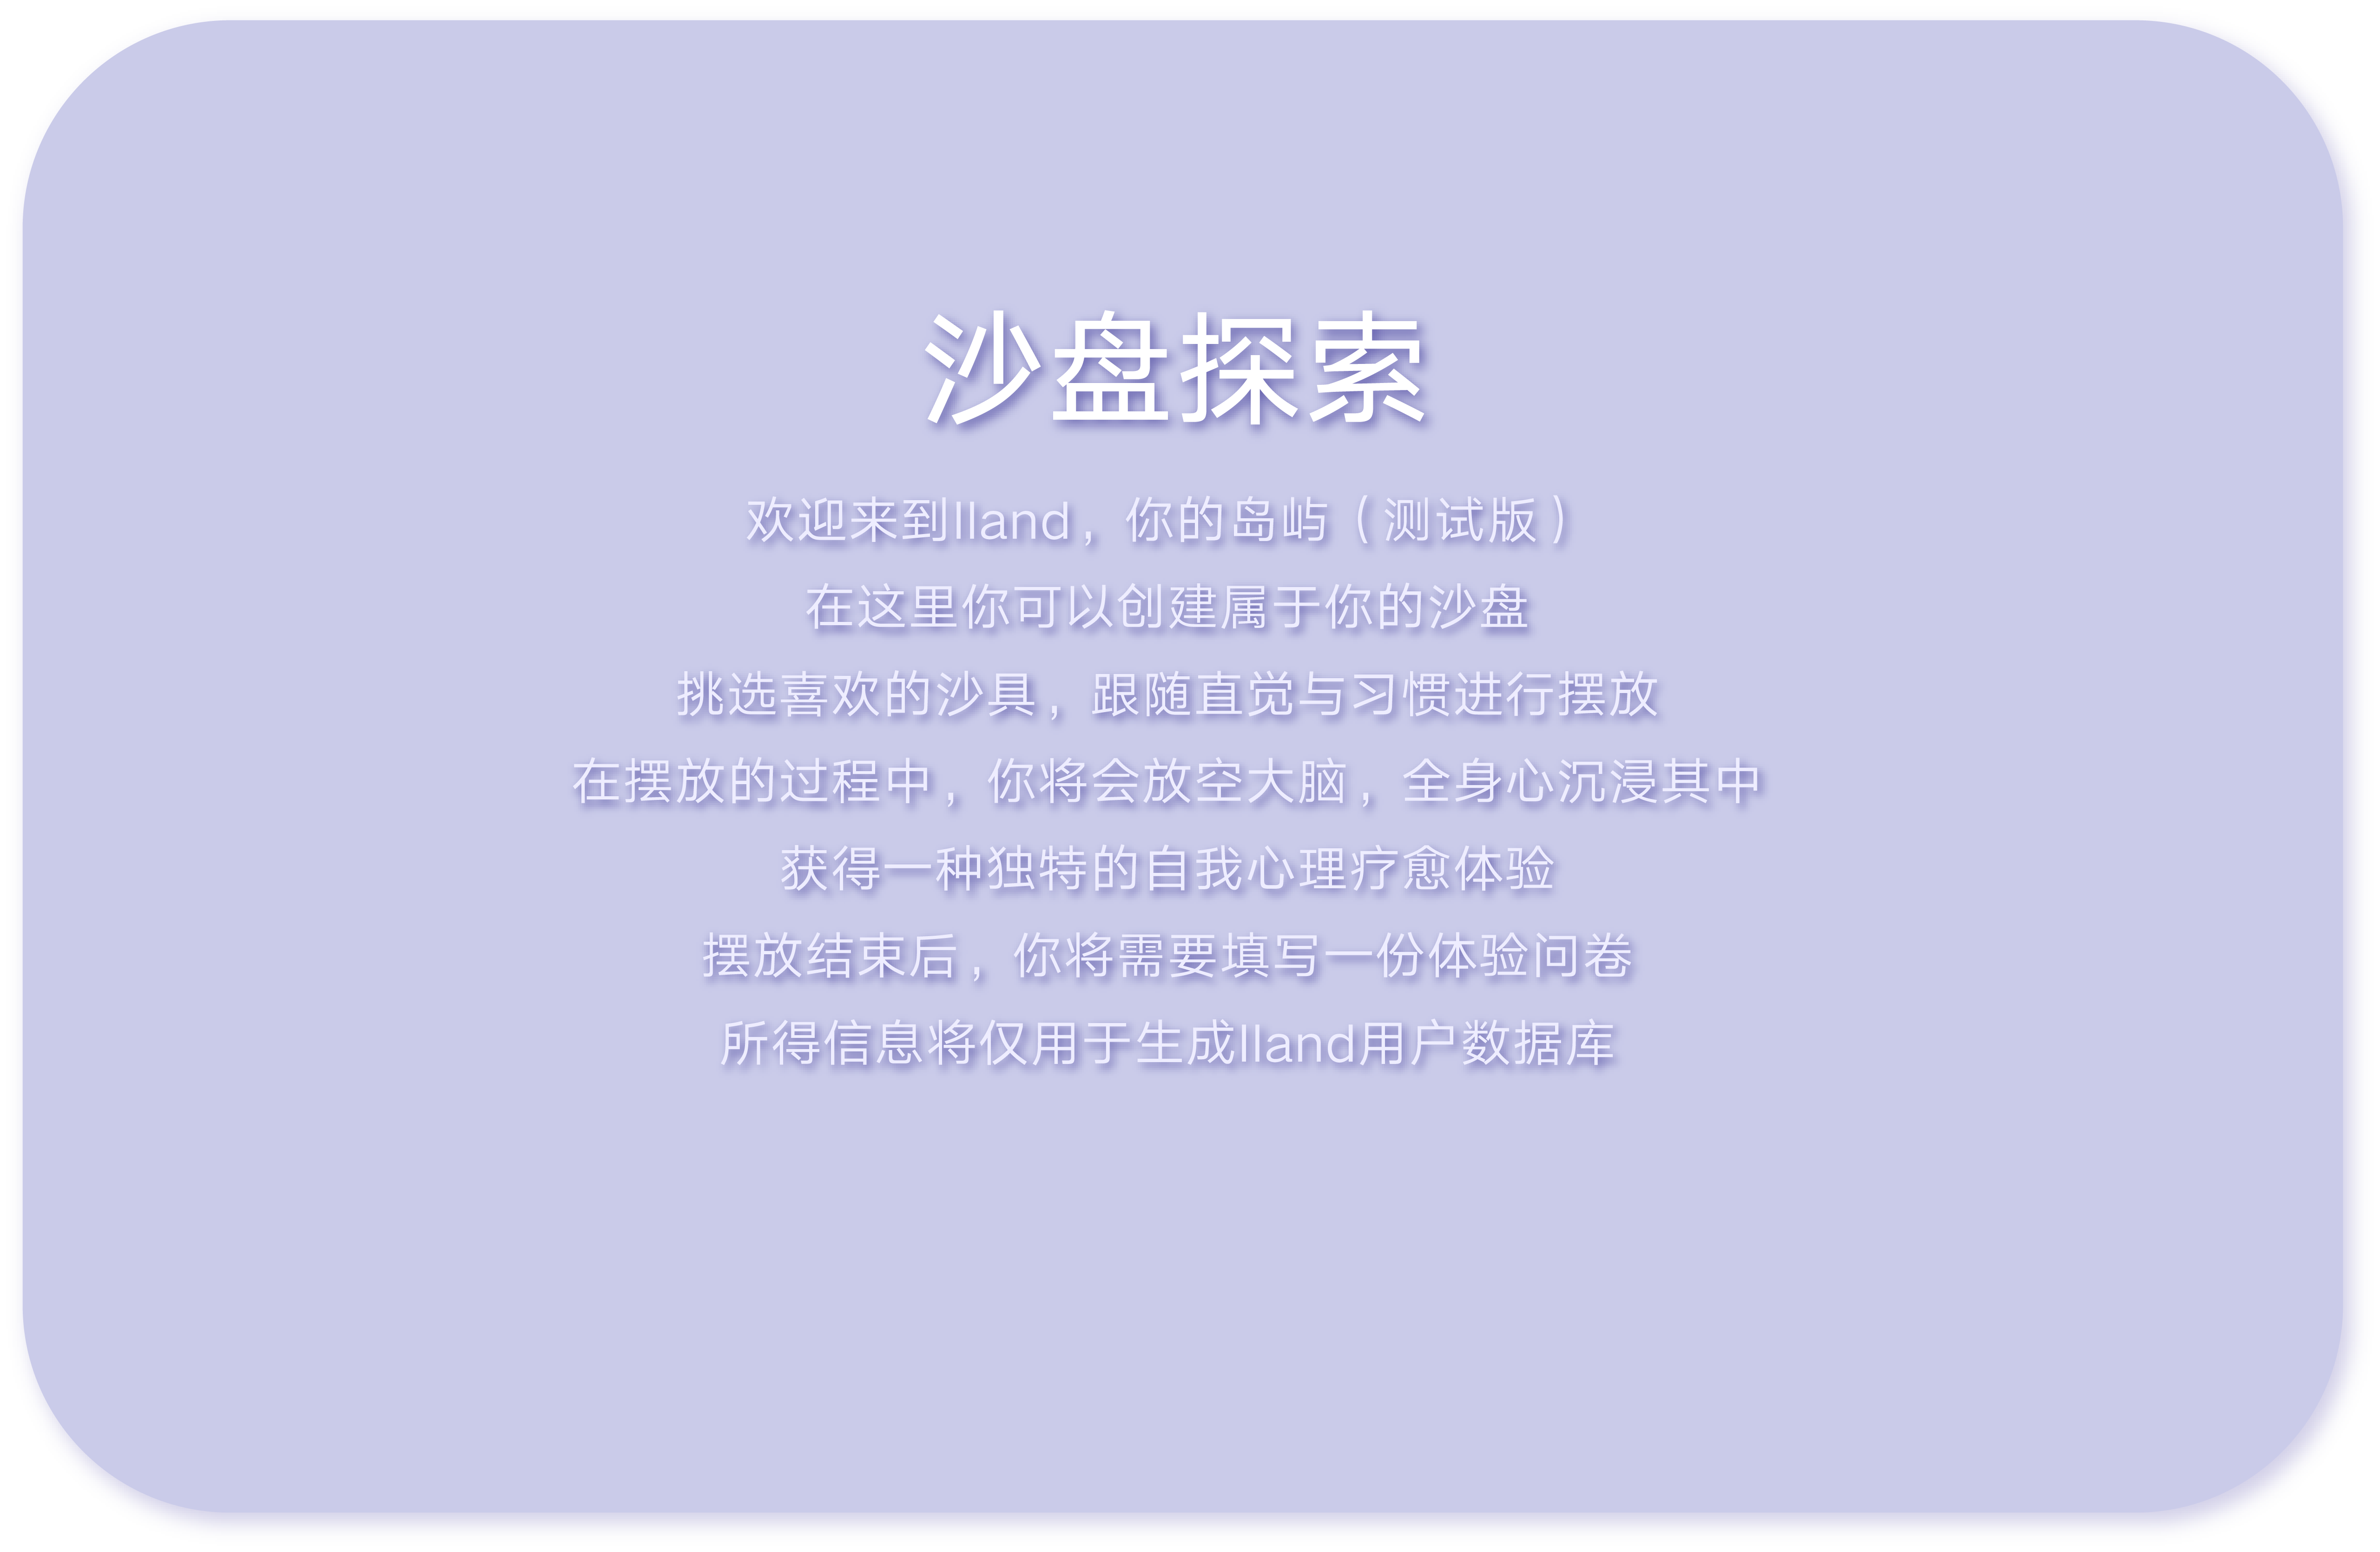 沙盘探索
欢迎来到Iland，你的岛屿（测试版）
在这里你可以创建属于你的沙盘
挑选喜欢的沙具，跟随直觉与习惯进行摆放
在摆放的过程中，你将会放空大脑，全身心沉浸其中
获得一种独特的自我心理疗愈体验
摆放结束后，你将需要填写一份体验问卷
所得信息将仅用于生成Iland用户数据库